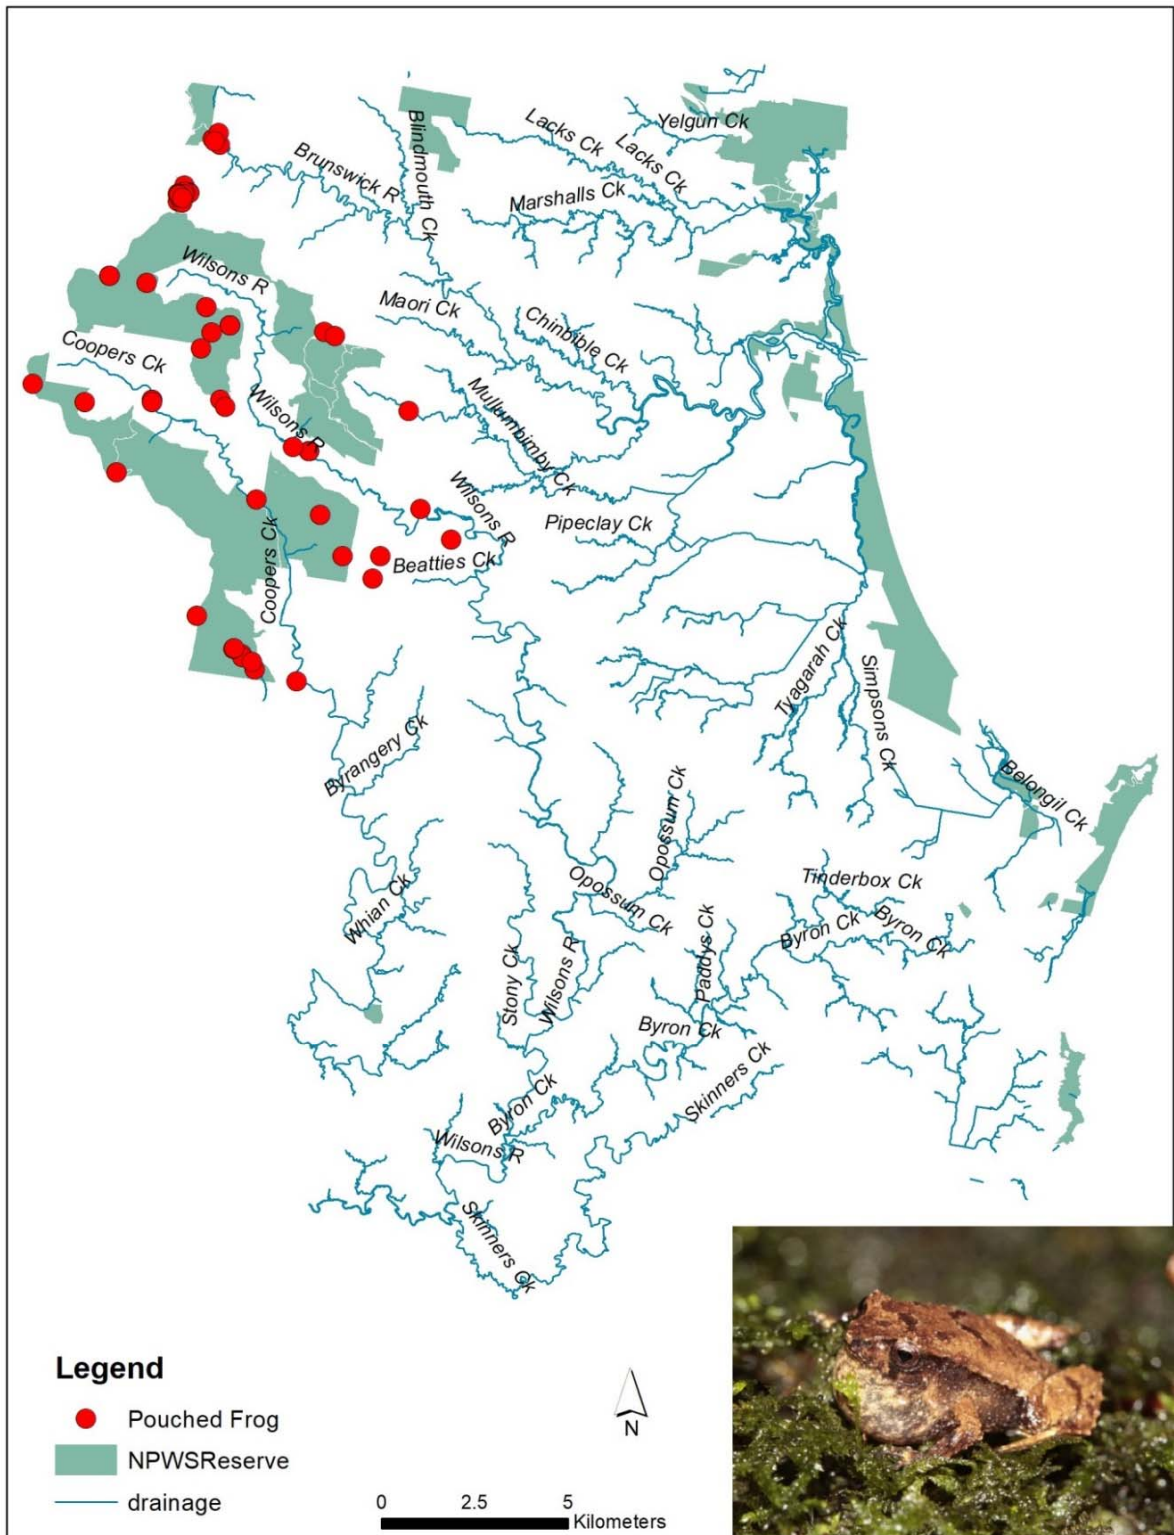 Yelgun Ck
Lacks Ck
Lacks Ck
Blindmouth Ck
Brunswick R
Marshalls Ck
Wilsons R
Maori Ck
Chinbible Ck
Coopers Ck
Wilsons R
Mullumbimby Ck
Wilsons R
Pipeclay Ck
Beatties Ck
Coopers Ck
Tyagarah Ck
Simpsons Ck
Byrangery Ck
Belongil Ck
Opossum Ck
Opossum Ck
Tinderbox Ck
Whian Ck
Byron Ck
Byron Ck
Paddys Ck
Stony Ck
Wilsons R
Byron Ck
Skinners Ck
Byron Ck
Wilsons R
Skinners Ck
Legend
Pouched Frog
NPWSReserve
drainage
N
0 2.5 5
Kilometers